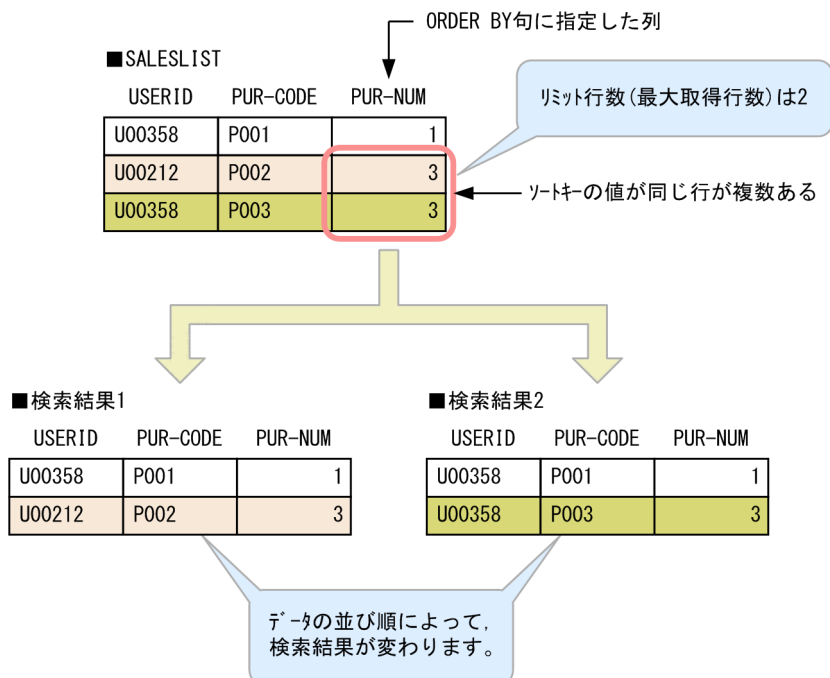 ORDER BY句に指定した列
■SALESLIST
USERID PUR-CODE PUR-NUM
U00358 P001 1
U00212 P002 3
U00358 P003 3
ﾘﾐｯﾄ行数(最大取得行数)は2
ｿｰﾄｷｰの値が同じ行が複数ある
■検索結果1
USERID PUR-CODE PUR-NUM
U00358 P001 1
U00212 P002 3
■検索結果2
USERID PUR-CODE PUR-NUM
U00358 P001 1
U00358 P003 3
ﾃﾞｰﾀの並び順によって,
検索結果が変わります。